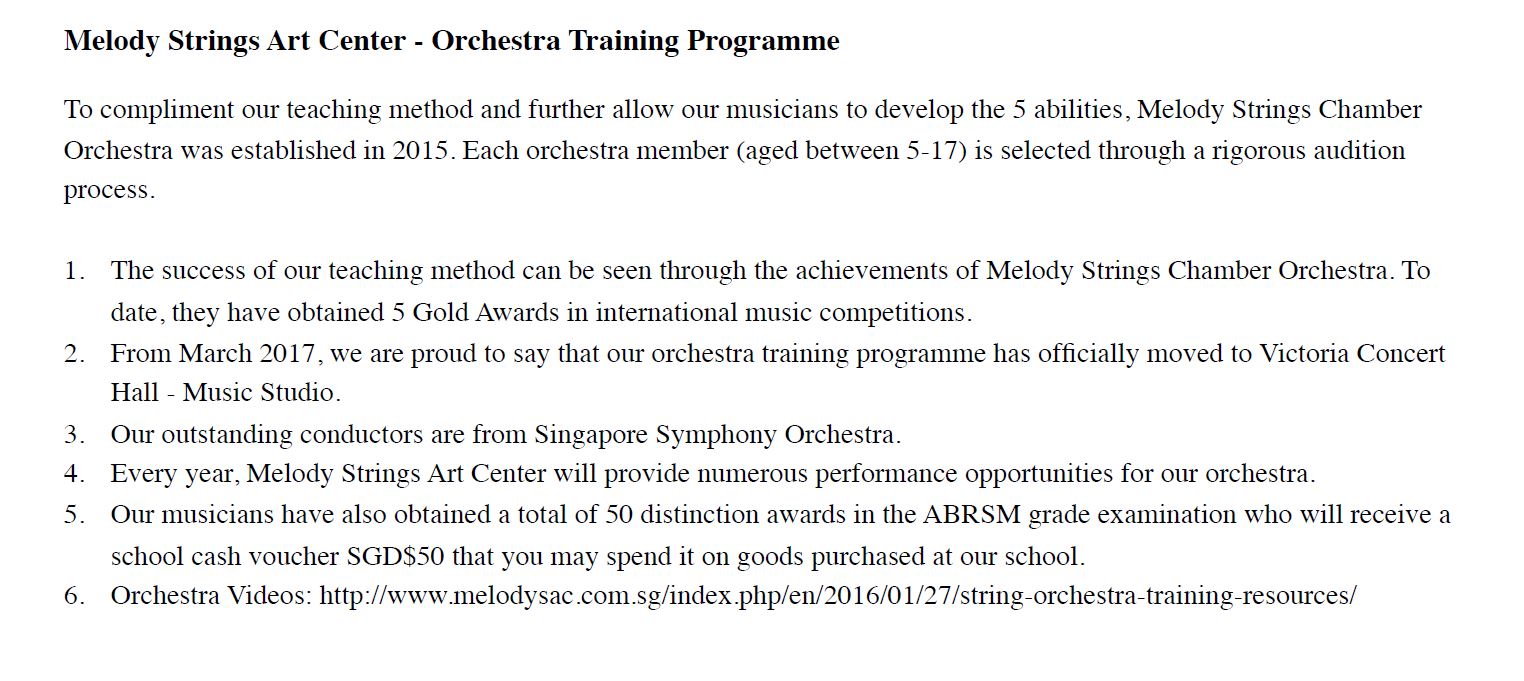 Melody Strings Art Center - Orchestra Training Programme
To compliment our teaching method and further allow our musicians to develop the 5 abilities, Melody Strings Chamber
Orchestra was established in 2015. Each orchestra member (aged between 5-17) is selected through a rigorous audition
process.
1. The success of our teaching method can be seen through the achievements of Melody Strings Chamber Orchestra. To
date, they have obtained 5 Gold Awards in international music competitions.
2. From March 2017, we are proud to say that our orchestra training programme has officially moved to Victoria Concert
Hall - Music Studio.
3. Our outstanding conductors are from Singapore Symphony Orchestra.
4. Every year, Melody Strings Art Center will provide numerous performance opportunities for our orchestra.
5. Our musicians have also obtained a total of 50 distinction awards in the ABRSM grade examination who will receive a
school cash voucher SGD$50 that you may spend it on goods purchased at our school.
6. Orchestra Videos: http://www.melodysac.com.sg/index.php/en/2016/01/27/string-orchestra-training-resources/